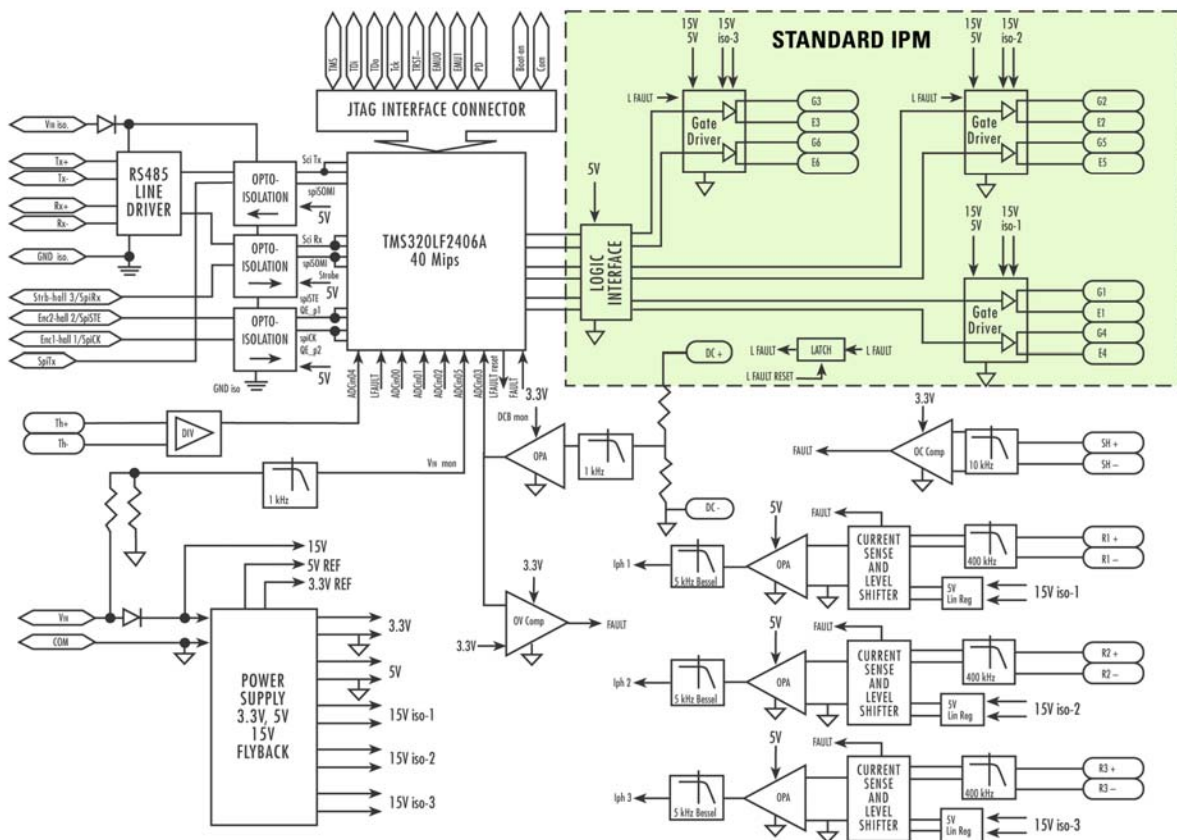 TMS
TDi
TDo
Tck
TRST–
EMU0
EMU1
PD
Boot-en
Com
JTAG INTERFACE CONNECTOR
VIN iso.
Tx+
Tx-
Rx+
Rx-
GND iso.
RS485
LINE
DRIVER
Strb-hall 3/SpiRx
Enc2-hall 2/SpiSTE
Enc1-hall 1/SpiCK
SpiTx
OPTO-
ISOLATION
Sci Tx
spiSOMI
5V
OPTO-
ISOLATION
Sci Rx
spiSOMI
Strobe
5V
OPTO-
ISOLATION
spiSTE
QE_p1
spiCK
QE_p2
5V
GND iso
TMS320LF2406A
40 Mips
ADCin04
LFAULT
ADCin00
ADCin01
ADCin02
ADCin05
ADCin03
LFAULT reset
FAULT
STANDARD IPM
5V
LOGIC
INTERFACE
15V
5V
15V
iso-3
L FAULT
Gate
Driver
G3
E3
G6
E6
15V
5V
15V
iso-2
L FAULT
Gate
Driver
G2
E2
G5
E5
15V
5V
15V
iso-1
Gate
Driver
G1
E1
G4
E4
L FAULT
LATCH
L FAULT
L FAULT RESET
Th+
Th-
DIV
VIN mon
1 kHz
DCB mon
3.3V
OPA
1 kHz
DC +
DC -
3.3V
FAULT
OC Comp
10 kHz
SH +
SH –
15V
5V REF
3.3V REF
VIN
COM
POWER
SUPPLY
3.3V, 5V
15V
FLYBACK
3.3V
5V
15V iso-1
15V iso-2
15V iso-3
3.3V
OV Comp
3.3V
FAULT
Iph 1
5 kHz Bessel
5V
OPA
FAULT
CURRENT
SENSE
AND
LEVEL
SHIFTER
400 kHz
R1 +
R1 –
5V
Lin Reg
15V iso-1
Iph 2
5 kHz Bessel
5V
OPA
FAULT
CURRENT
SENSE
AND
LEVEL
SHIFTER
400 kHz
R2 +
R2 –
5V
Lin Reg
15V iso-2
Iph 3
5 kHz Bessel
5V
OPA
FAULT
CURRENT
SENSE
AND
LEVEL
SHIFTER
400 kHz
R3 +
R3 –
5V
Lin Reg
15V iso-3